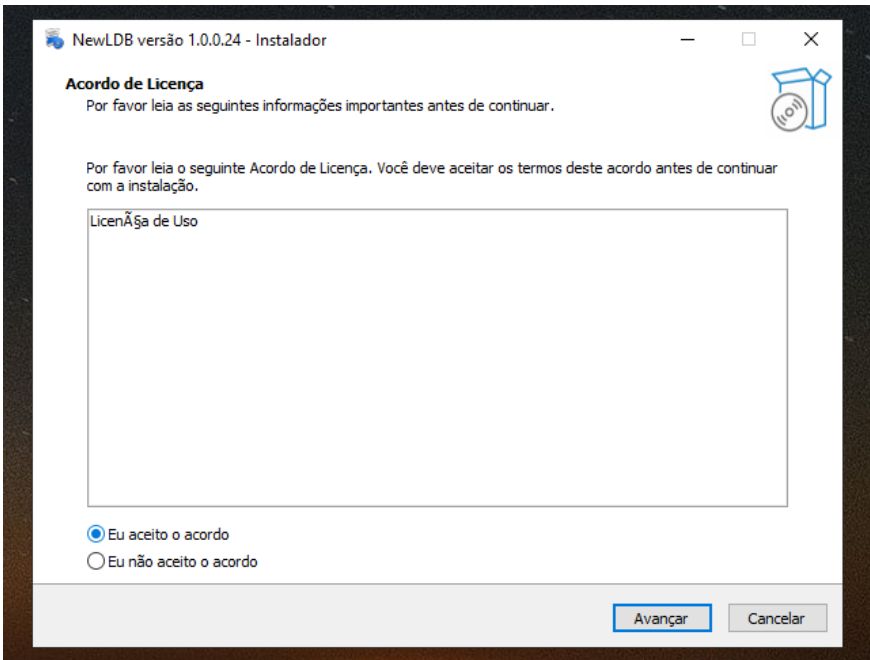 NewLDB versão 1.0.0.24 - Instalador
Acordo de Licença
Por favor leia as seguintes informações importantes antes de continuar.
Por favor leia o seguinte Acordo de Licença. Você deve aceitar os termos deste acordo antes de continuar
com a instalação.
LicenÃ§a de Uso
Eu aceito o acordo
Eu não aceito o acordo
Avançar
Cancelar